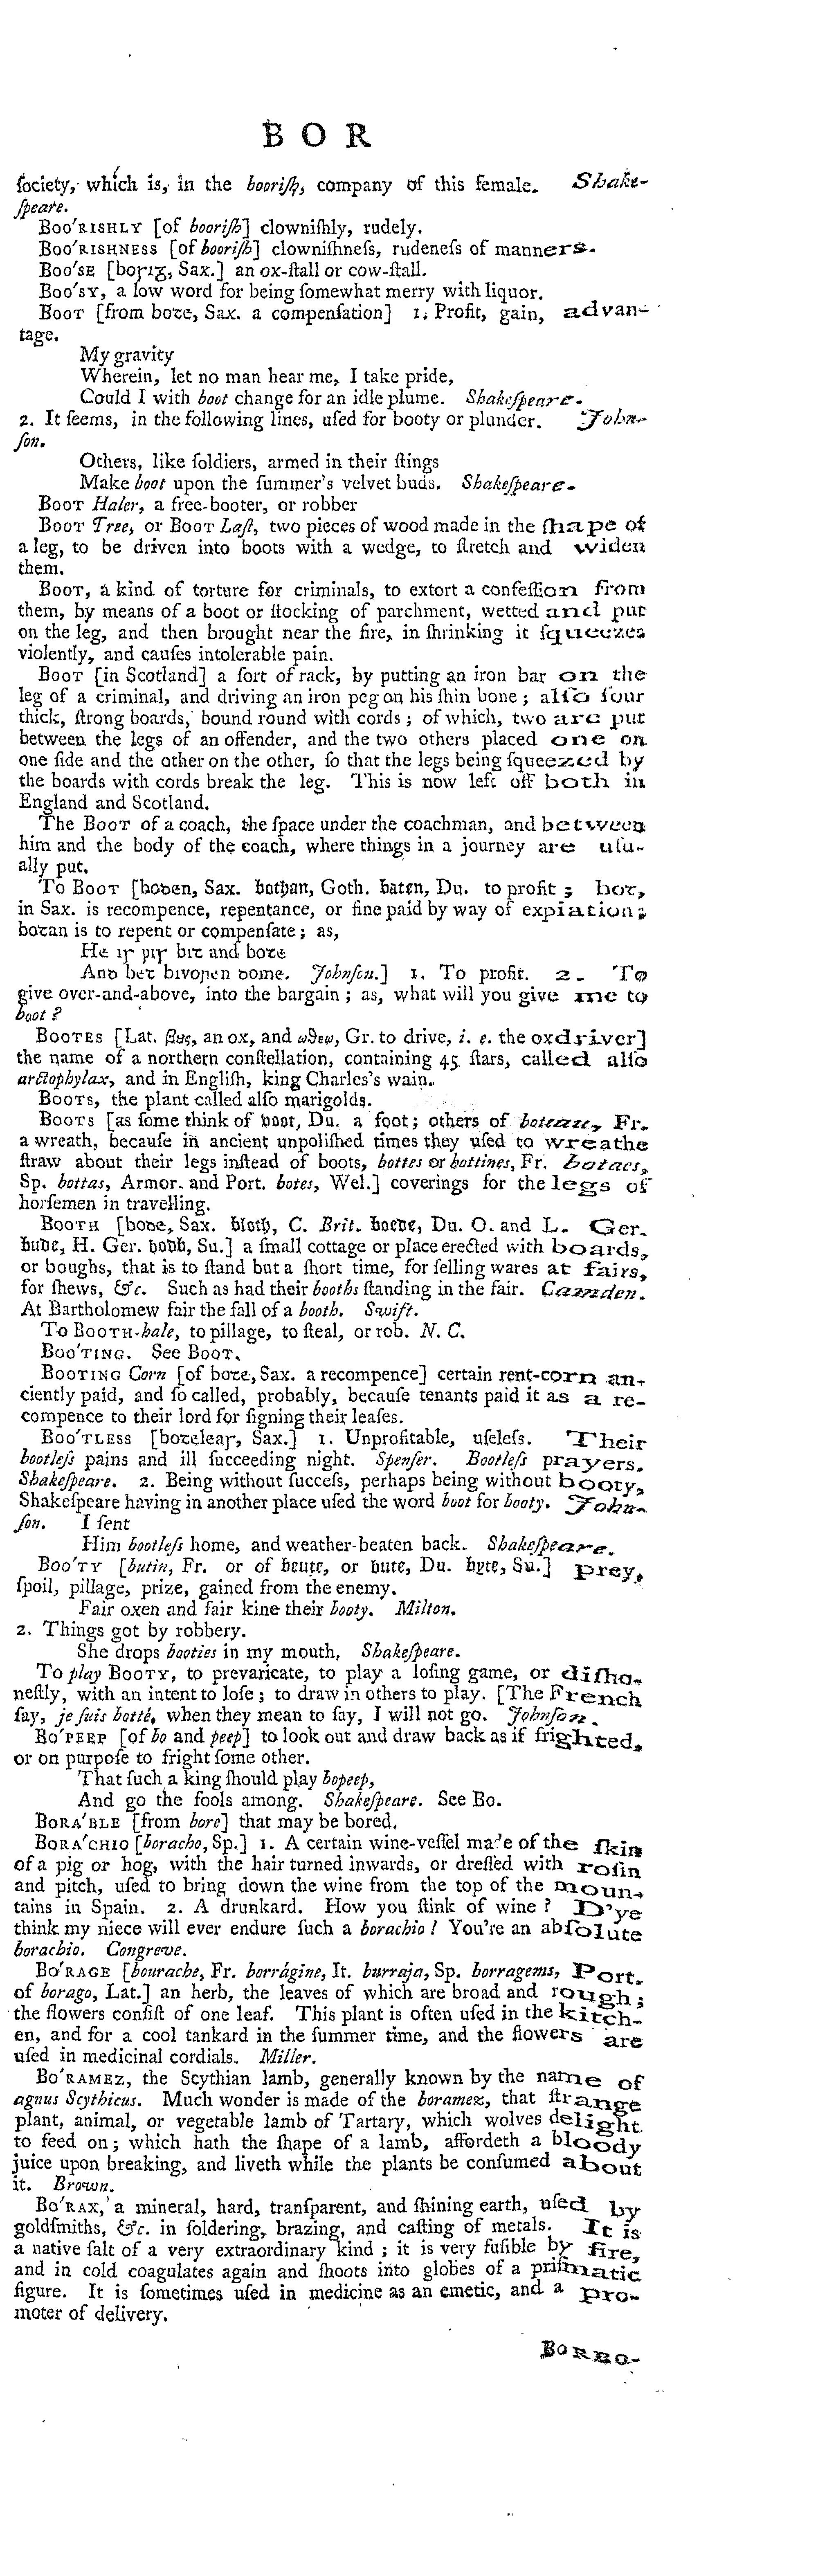 B O R
ſociety, which is, in the booriſh, company of this female. Shake-
ſpeare.
BOO'RISHLY [of booriſh] clowniſhly, rudely.
BOO'RISHNESS [of booriſh] clowniſhneſs, rudeneſs of manners.
BOO'SE [boꞃıᵹ, Sax.] an ox-ſtall or cow-ſtall.
BOO'SY, a low word for being ſomewhat merry with liquor.
BOOT [from boꞇe, Sax. a compenſation] 1. Profit, gain, advan-
tage.
My gravity
Wherein, let no man hear me, I take pride,
Could I with boot change for an idle plume. Shakeſpeare.
2. It ſeems, in the following lines, uſed for booty or plunder. John-
ſon.
Others, like ſoldiers, armed in their ſtings
Make boot upon the ſummer's velvet buds. Shakeſpeare.
BOOT Haler, a free-booter, or robber
BOOT Tree, or BOOT Laſt, two pieces of wood made in the ſhape of
a leg, to be driven into boots with a wedge, to ſtretch and widen
them.
BOOT, a kind of torture for criminals, to extort a confeſſion from
them, by means of a boot or ſtocking of parchment, wetted and put
on the leg, and then brought near the fire, in ſhrinking it ſqueezes
violently, and cauſes intolerable pain.
BOOT [in Scotland] a ſort of rack, by putting an iron bar on the
leg of a criminal, and driving an iron peg on his ſhin bone; alſo four
thick, ſtrong boards, bound round with cords; of which, two are put
between the legs of an offender, and the two others placed one on
one ſide and the other on the other, ſo that the legs being ſqueezed by
the boards with cords break the leg. This is now left off both in
England and Scotland.
The BOOT of a coach, the ſpace under the coachman, and between
him and the body of the coach, where things in a journey are uſu-
ally put.
To BOOT [boꝺen, Sax. bothan, Goth. baten, Du. to profit; boꞇ,
in Sax. is recompence, repentance, or fine paid by way of expiation;
boꞇan is to repent or compenſate; as,
He ıꞅ pıꞅ bıꞇ and boꞇe
Anꝺ beꞇ bıvoꞃen ꝺome. Johnſon.] 1. To profit. 2. To
give over-and-above, into the bargain; as, what will you give me to
boot?
BOOTES [Lat. βȣς, an ox, and ωϑεω, Gr. to drive, i. e. the oxdriver]
the name of a northern conſtellation, containing 45 ſtars, called alſo
arctophylax, and in Engliſh, king Charles's wain.
BOOTS, the plant called alſo marigolds.
BOOTS [as ſome think of boot, Du. a foot; others of Fr.
a wreath, becauſe in ancient unpoliſhed times they uſed to wreathe
ſtraw about their legs inſtead of boots, bottes or bottines, Fr. botaes,
Sp. bottas, Armor. and Port. botes, Wel.] coverings for the legs of
horſemen in travelling.
BOOTH [boꝺe, Sax. bloth, C. Brit. boede, Du. O. and L. Ger.
bude, H. Ger. bodh, Su.] a ſmall cottage or place erected with boards,
or boughs, that is to ſtand but a ſhort time, for ſelling wares at fairs,
for ſhews, &c. Such as had their booths ſtanding in the fair. Camden.
At Bartholomew fair the fall of a booth. Swift.
To BOOTH-hale, to pillage, to ſteal, or rob. N. C.
BOO'TING. See BOOT.
BOOTING Corn [of boꞇe, Sax. a recompence] certain rent-corn an-
ciently paid, and ſo called, probably, becauſe tenants paid it as a re-
compence to their lord for ſigning their leaſes.
BOO'TLESS [boꞇeleaꞅ, Sax.] 1. Unprofitable, uſeleſs. Their
bootleſs pains and ill ſucceeding night. Spenſer. Bootleſs prayers.
Shakeſpeare. 2. Being without ſucceſs, perhaps being without booty,
Shakeſpeare having in another place uſed the word boot for booty. John-
ſon. I ſent
Him bootleſs home, and weather-beaten back. Shakeſpeare.
BOO'TY [butin, Fr. or of beute, or bute, Du. byte, Su.] prey,
ſpoil, pillage, prize, gained from the enemy.
Fair oxen and fair kine their booty. Milton.
2. Things got by robbery.
She drops booties in my mouth, Shakeſpeare.
To play BOOTY, to prevaricate, to play a loſing game, or diſho-
neſtly, with an intent to loſe; to draw in others to play. [The French
ſay, je ſuis botté, when they mean to ſay, I will not go. Johnſon.
BO'PEEP [of bo and peep] to look out and draw back as if frighted,
or on purpoſe to fright ſome other.
That ſuch a king ſhould play bopeep,
And go the fools among. Shakeſpeare. See BO.
BORA'BLE [from bore] that may be bored.
BORA'CHIO [boracho, Sp.] 1. A certain wine-veſſel made of the ſkin
of a pig or hog, with the hair turned inwards, or dreſſed with roſin
and pitch, uſed to bring down the wine from the top of the moun-
tains in Spain. 2. A drunkard. How you ſtink of wine? D'ye
think my niece will ever endure ſuch a borachio! You're an abſolute
borachio. Congreve.
BO'RAGE [bourache, Fr. borrágine, It. burraja, Sp. borragems, Port.
of borago, Lat.] an herb, the leaves of which are broad and rough;
the flowers conſiſt of one leaf. This plant is often uſed in the kitch-
en, and for a cool tankard in the ſummer time, and the flowers are
uſed in medicinal cordials. Miller.
BO'RAMEZ, the Scythian lamb, generally known by the name of
agnus Scythicus. Much wonder is made of the boramez, that ſtrange
plant, animal, or vegetable lamb of Tartary, which wolves delight
to feed on; which hath the ſhape of a lamb, affordeth a bloody
juice upon breaking, and liveth while the plants be conſumed about
it. Brown.
BO'RAX, a mineral, hard, tranſparent, and ſhining earth, uſed by
goldſmiths, &c. in ſoldering, brazing, and caſting of metals. It is
a native ſalt of a very extraordinary kind; it is very fuſible by fire,
and in cold coagulates again and ſhoots into globes of a priſmatic
figure. It is ſometimes uſed in medicine as an emetic, and a pro-
moter of delivery.
BORBO-